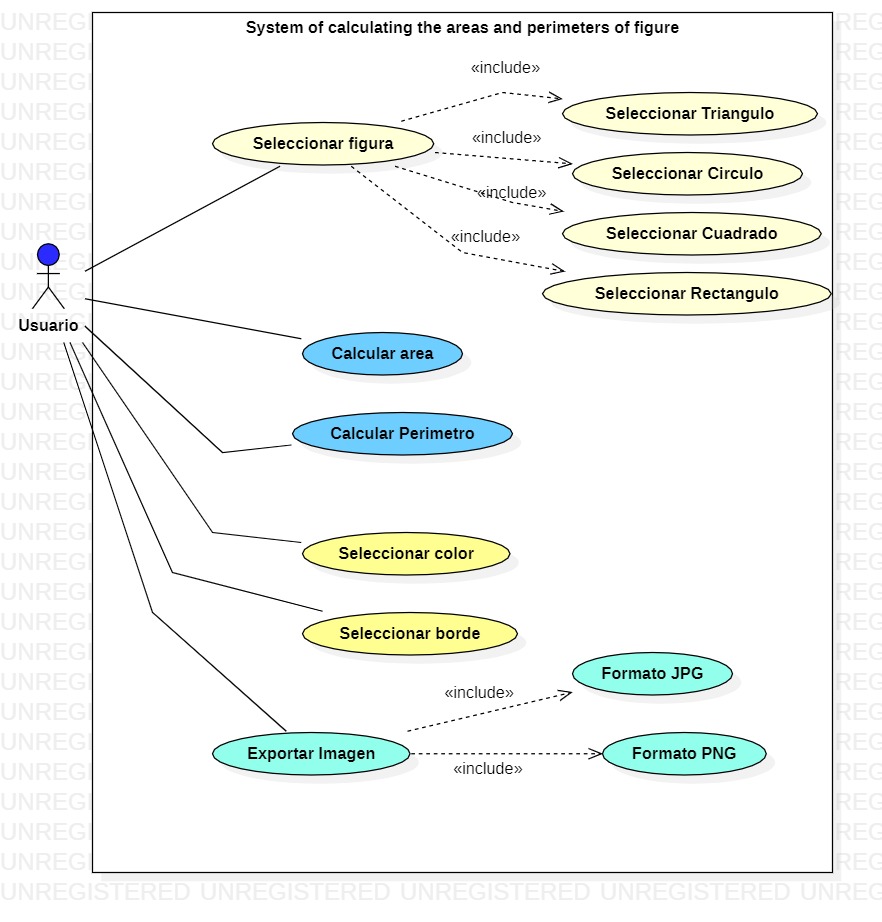 System of calculating the areas and perimeters of figure
«include»
Seleccionar Triangulo
«include»
Seleccionar figura
Seleccionar Circulo
«include»
Seleccionar Cuadrado
«include»
Seleccionar Rectangulo
Usuario
Calcular area
Calcular Perimetro
Seleccionar color
Seleccionar borde
Formato JPG
«include»
Exportar Imagen
Formato PNG
«include»
UNREGISTERED UNREGISTERED UNREGISTERED UNREGISTERED